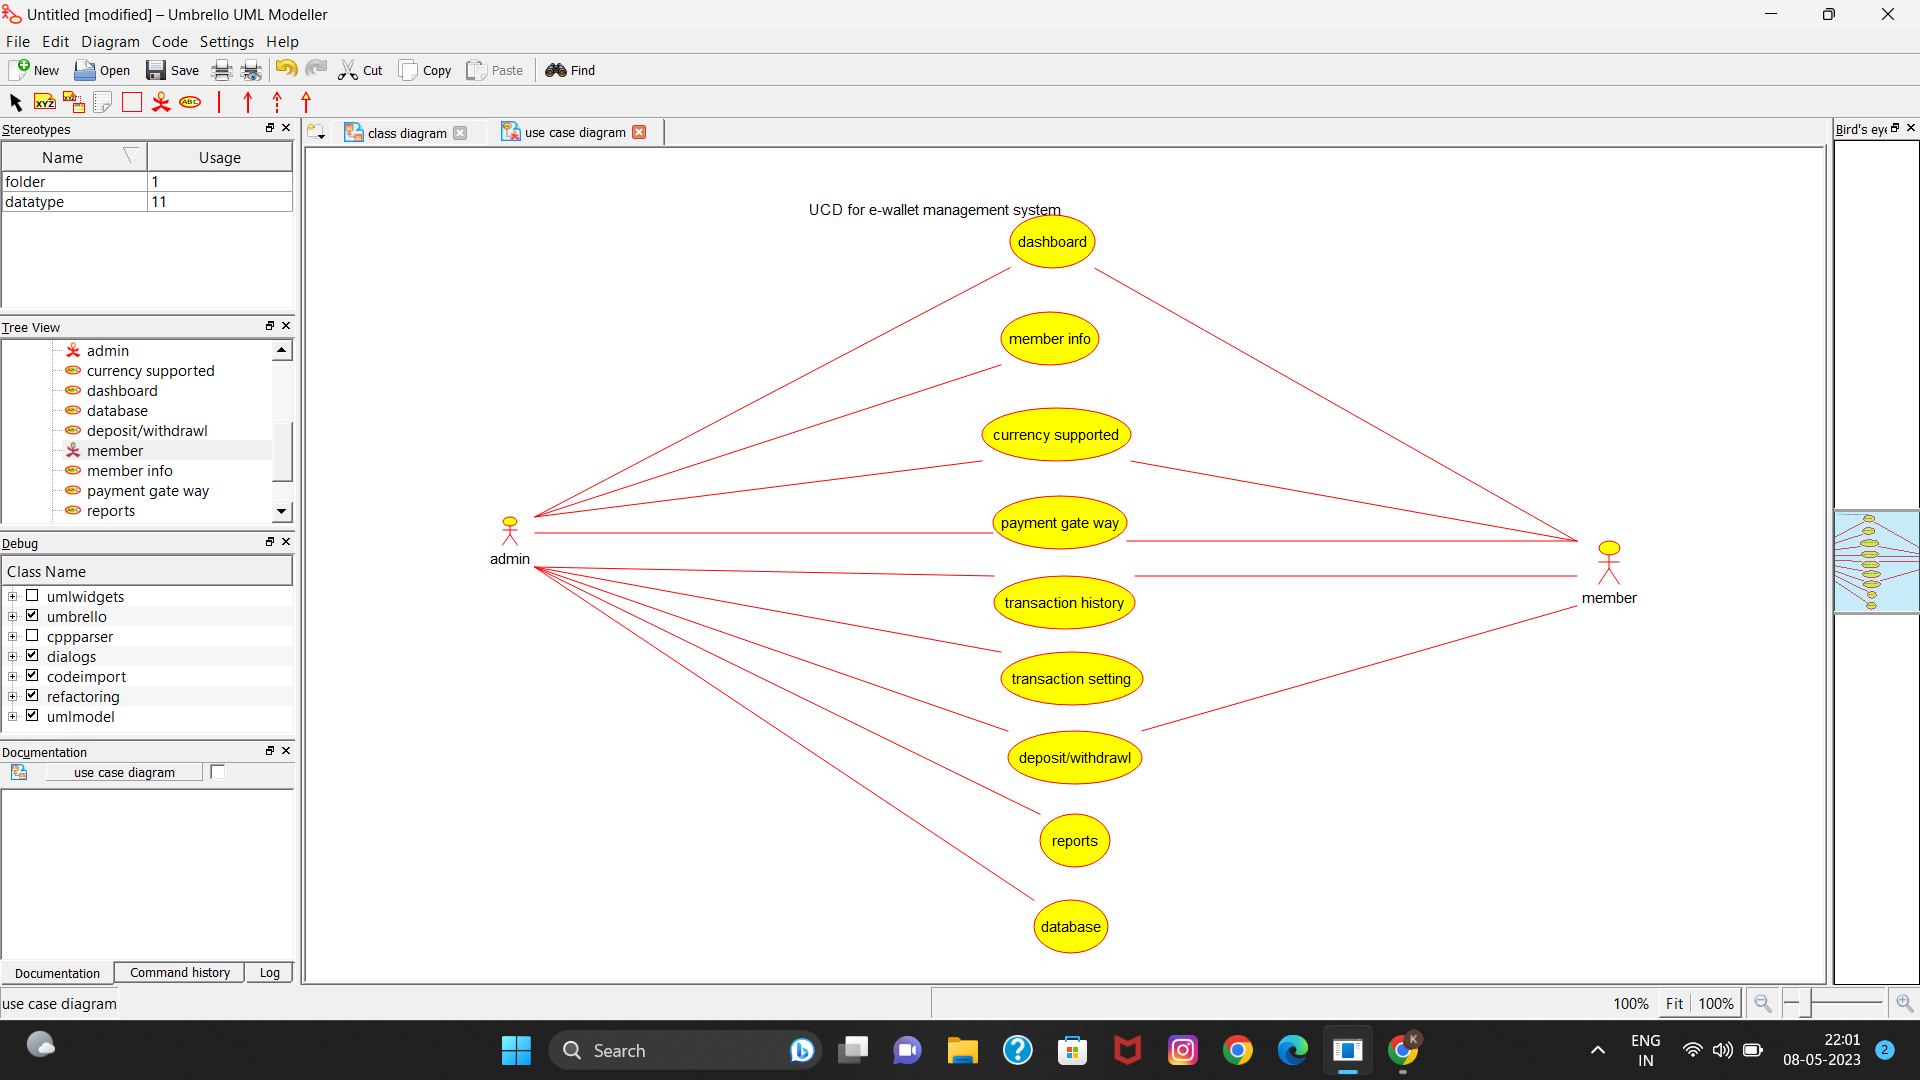 Untitled [modified] – Umbrello UML Modeller
File Edit Diagram Code Settings Help
New Open Save Cut Copy Paste Find
XYZ XYZ ABC
Stereotypes
Name Usage
folder 1
datatype 11
Tree View
admin
currency supported
dashboard
database
deposit/withdrawl
member
member info
payment gate way
reports
Debug
Class Name
umlwidgets
umbrello
cppparser
dialogs
codeimport
refactoring
umlmodel
Documentation
use case diagram
Documentation Command history Log
use case diagram
class diagram use case diagram
UCD for e-wallet management system
dashboard
member info
currency supported
payment gate way
admin
transaction history
member
transaction setting
deposit/withdrawl
reports
database
Bird's eye
100% Fit 100%
Search
K
ENG
IN
22:01
08-05-2023
2